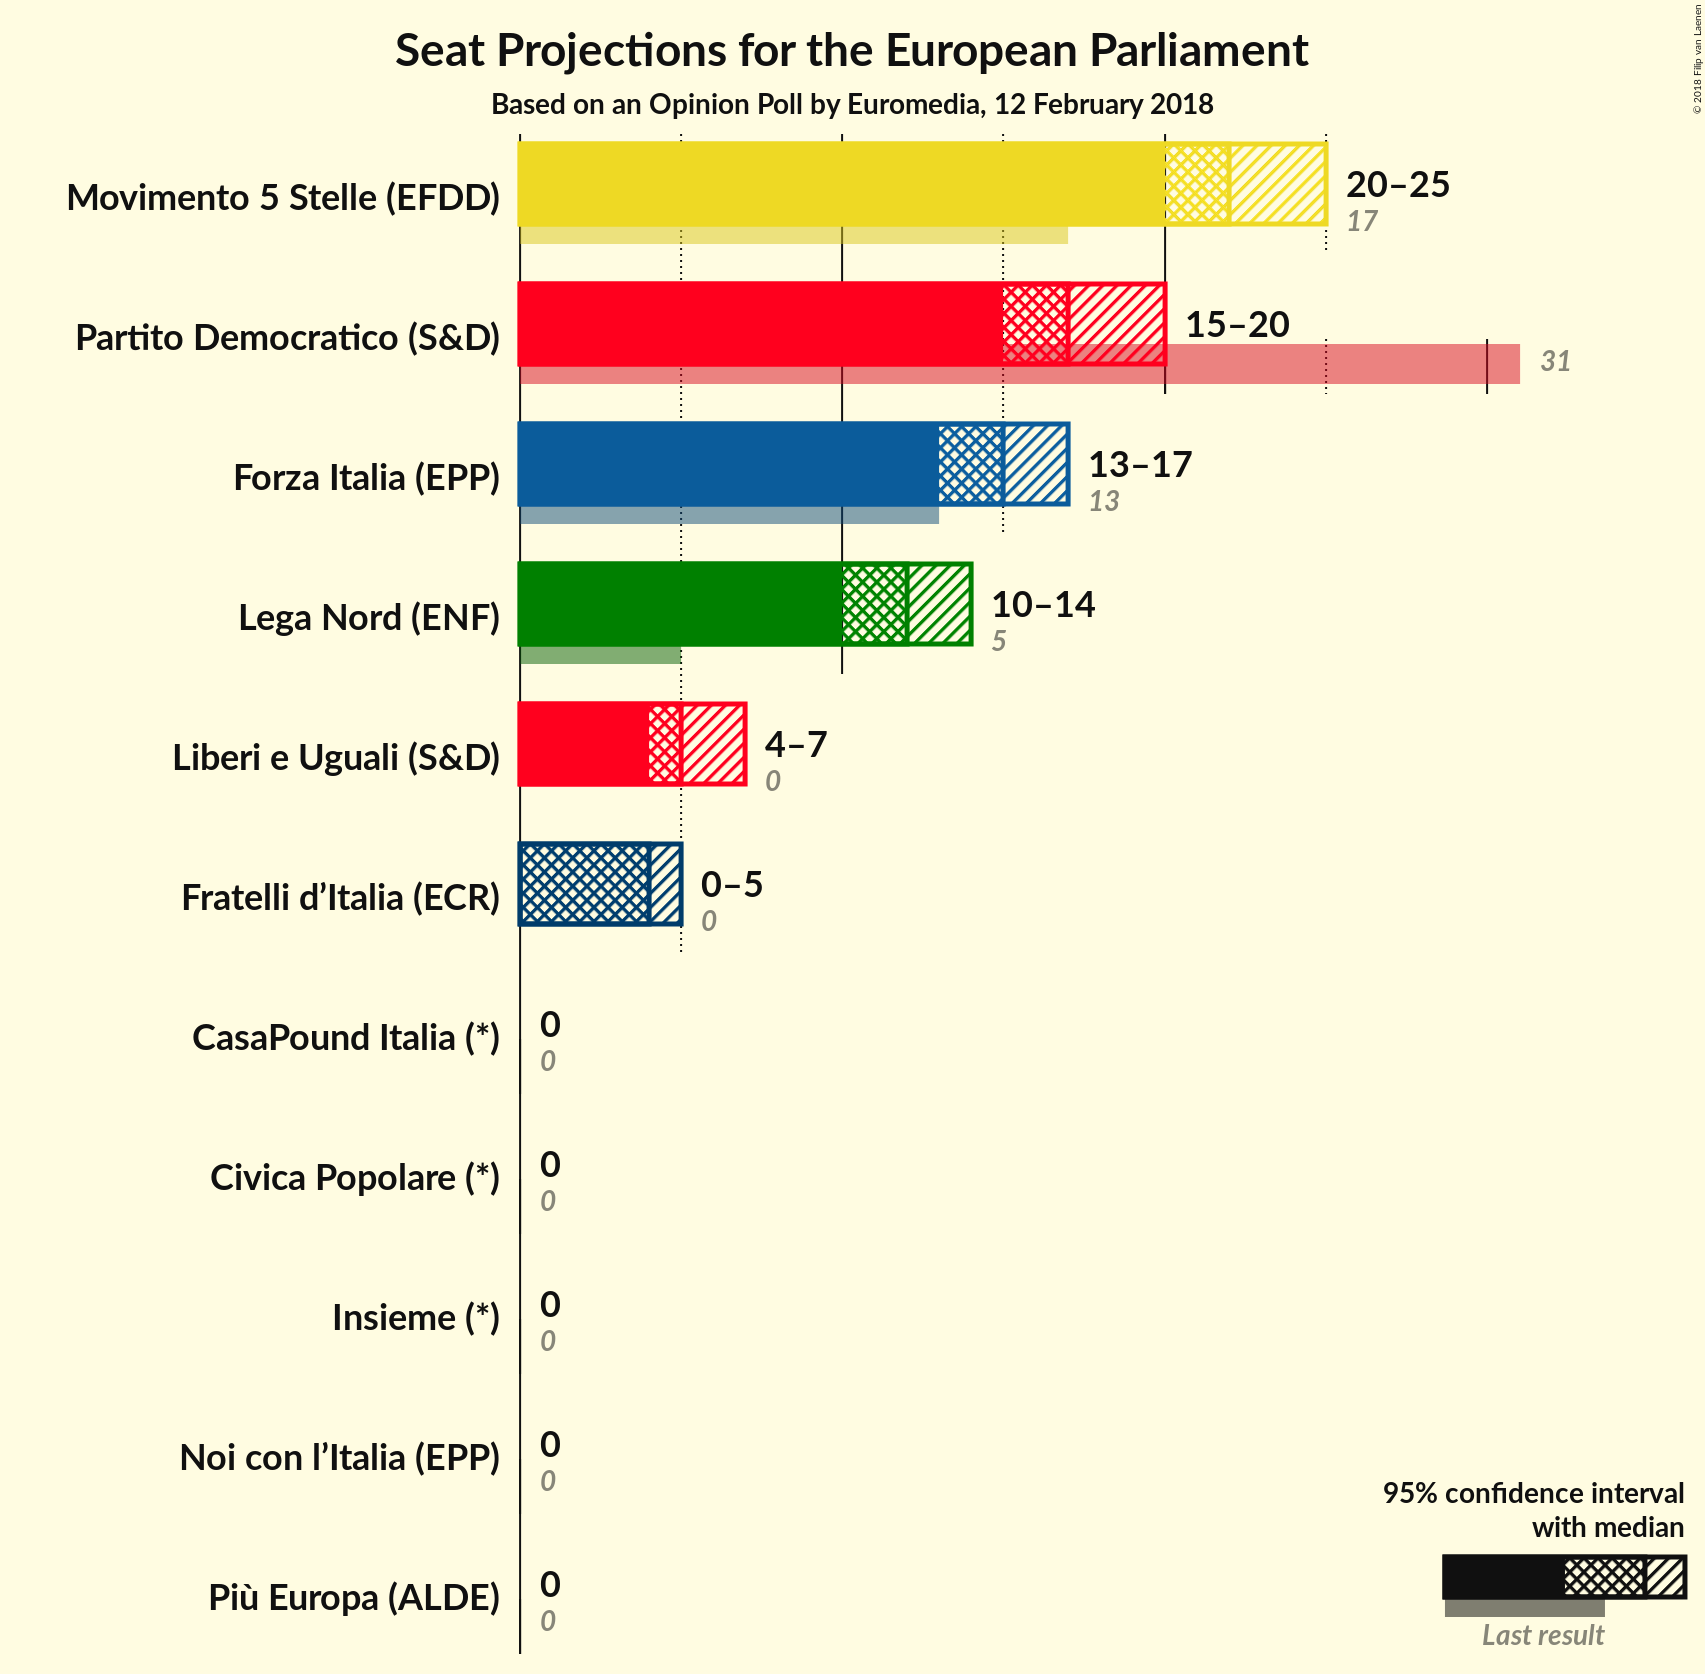 Seat Projections for the European Parliament
Based on an Opinion Poll by Euromedia, 12 February 2018
© 2018 Filip van Laenen
Movimento 5 Stelle (EFDD)
20–25
17
Partito Democratico (S&D)
15–20
31
Forza Italia (EPP)
13–17
13
Lega Nord (ENF)
10–14
5
Liberi e Uguali (S&D)
4–7
0
Fratelli d’Italia (ECR)
0–5
0
CasaPound Italia (*)
0
0
Civica Popolare (*)
0
0
Insieme (*)
0
0
Noi con l’Italia (EPP)
0
0
Più Europa (ALDE)
0
0
95% confidence interval
with median
Last result